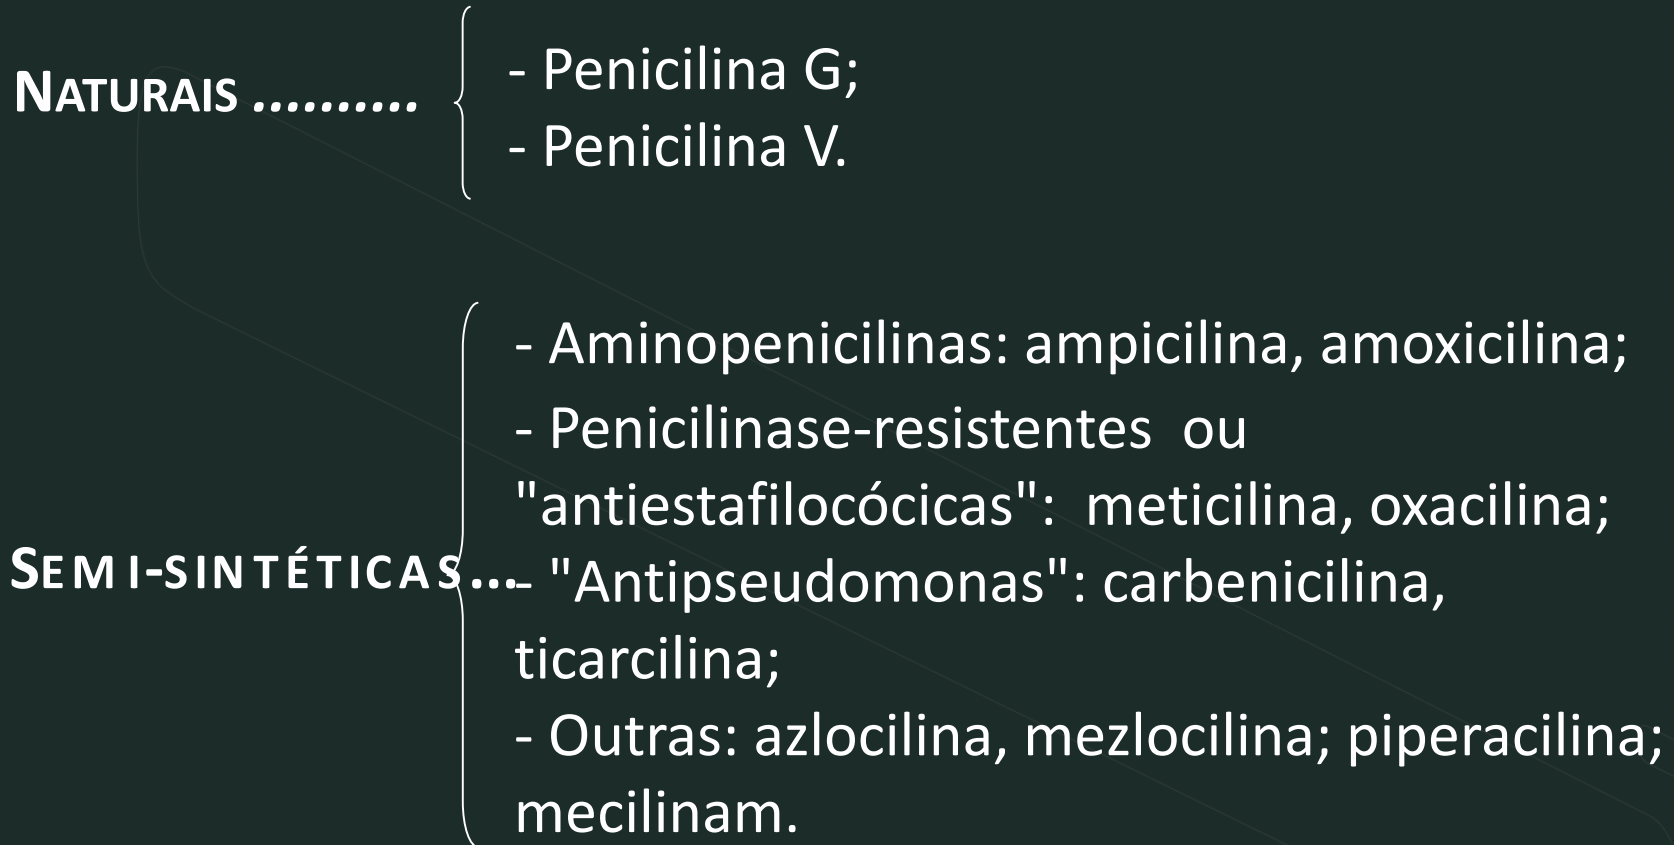 NATURAIS ..........
- Penicilina G;
- Penicilina V.
- Aminopenicilinas: ampicilina, amoxicilina;
- Penicilinase-resistentes ou
"antiestafilocócicas": meticilina, oxacilina;
SEMI-SINTÉTICAS...
- "Antipseudomonas": carbenicilina,
ticarcilina;
- Outras: azlocilina, mezlocilina; piperacilina;
mecilinam.